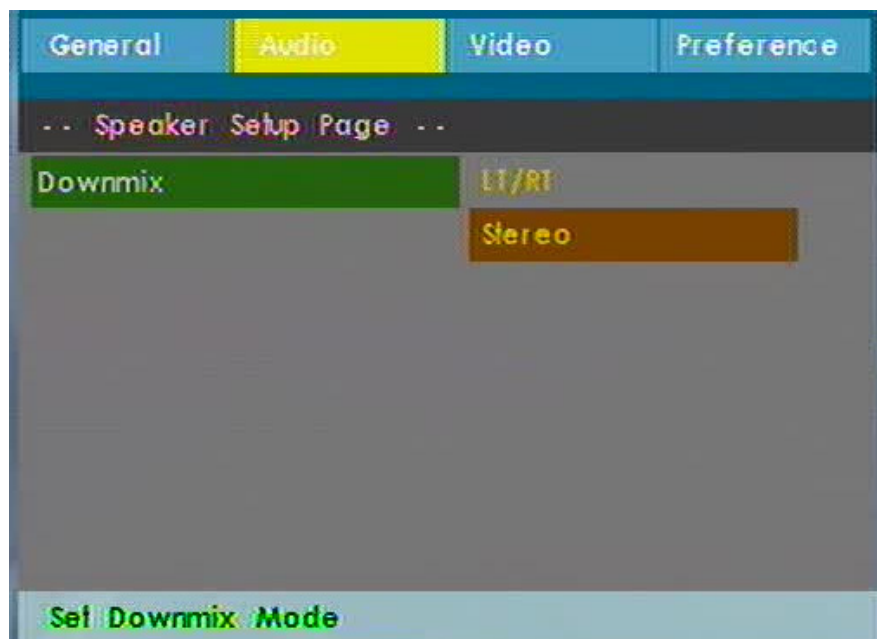 General Audio Video Preference
-- Speaker Setup Page --
Downmix LT/RT
Stereo
Set Downmix Mode